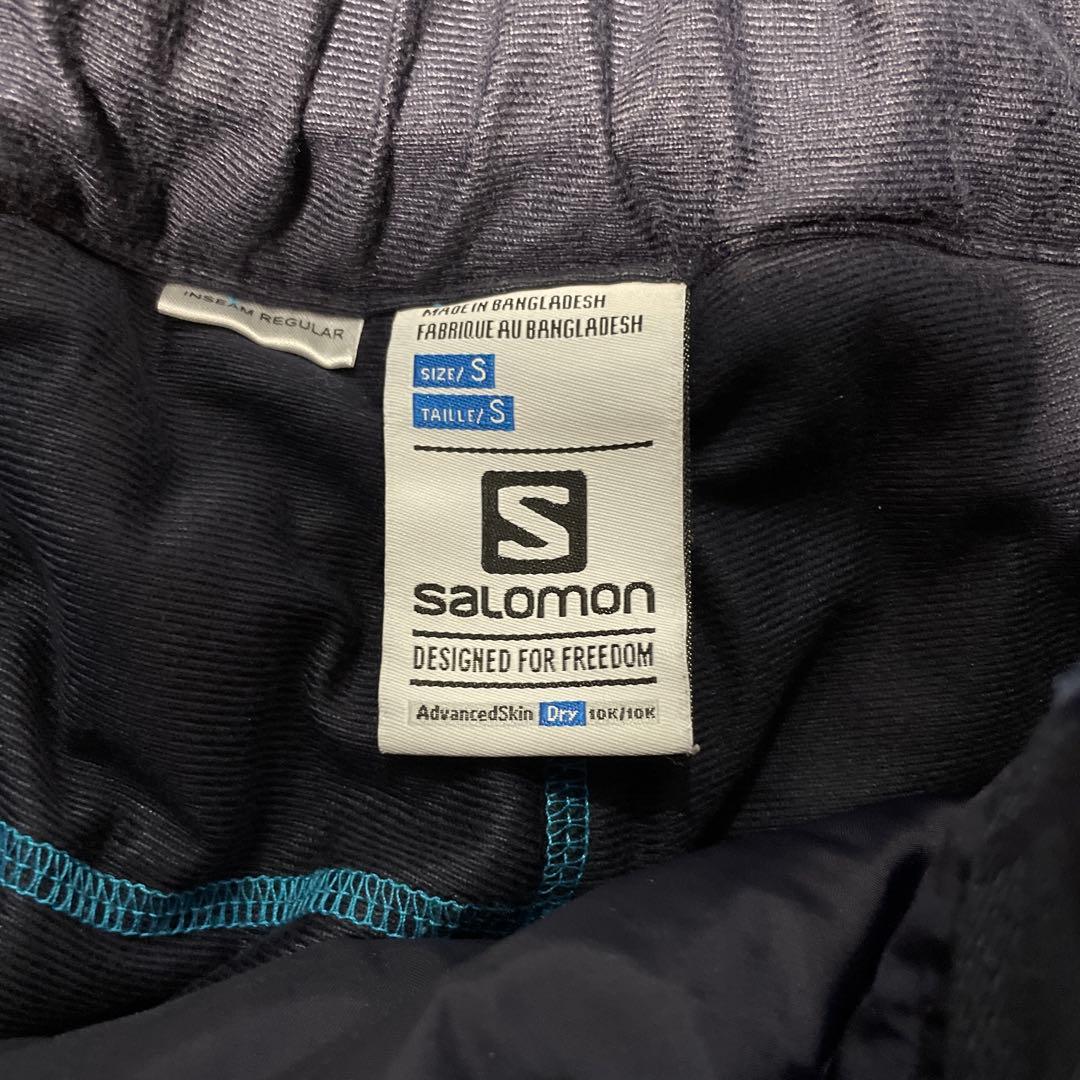 INSEAM REGULAR
MADE IN BANGLADESH
FABRIQUE AU BANGLADESH
SIZE/ S
TAILLE/ S
S
SALOMON
DESIGNED FOR FREEDOM
AdvancedSkin Dry 10K/10K